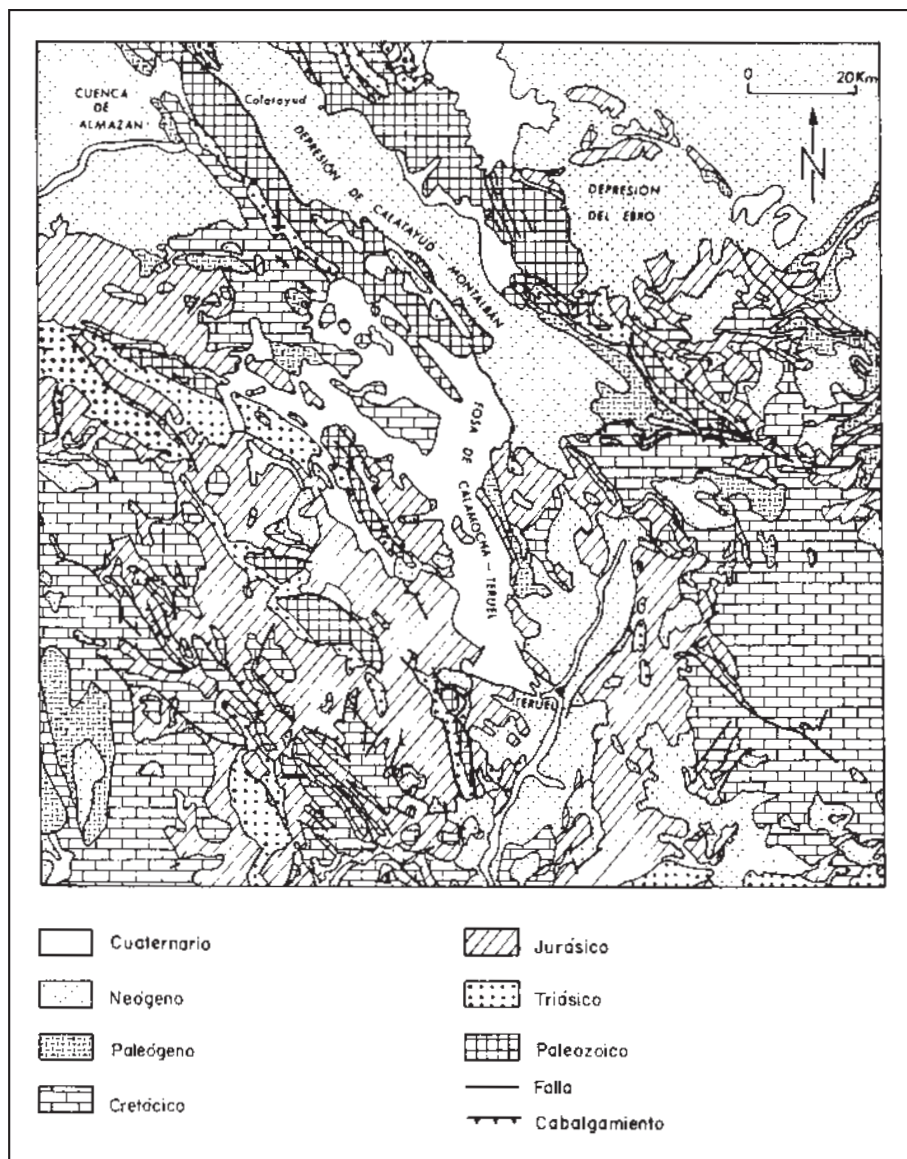 0 20Km
CUENCA
DE
ALMAZAN
Calatayud
DEPRESIÓN DE CALATAYUD - MONTALBÁN
N
DEPRESIÓN
DEL EBRO
FOSA DE CALAMOCHA - TERUEL
TERUEL
Cuaternario
Neógeno
Paleógeno
Cretácico
Jurásico
Triásico
Paleozoico
Falla
Cabalgamiento